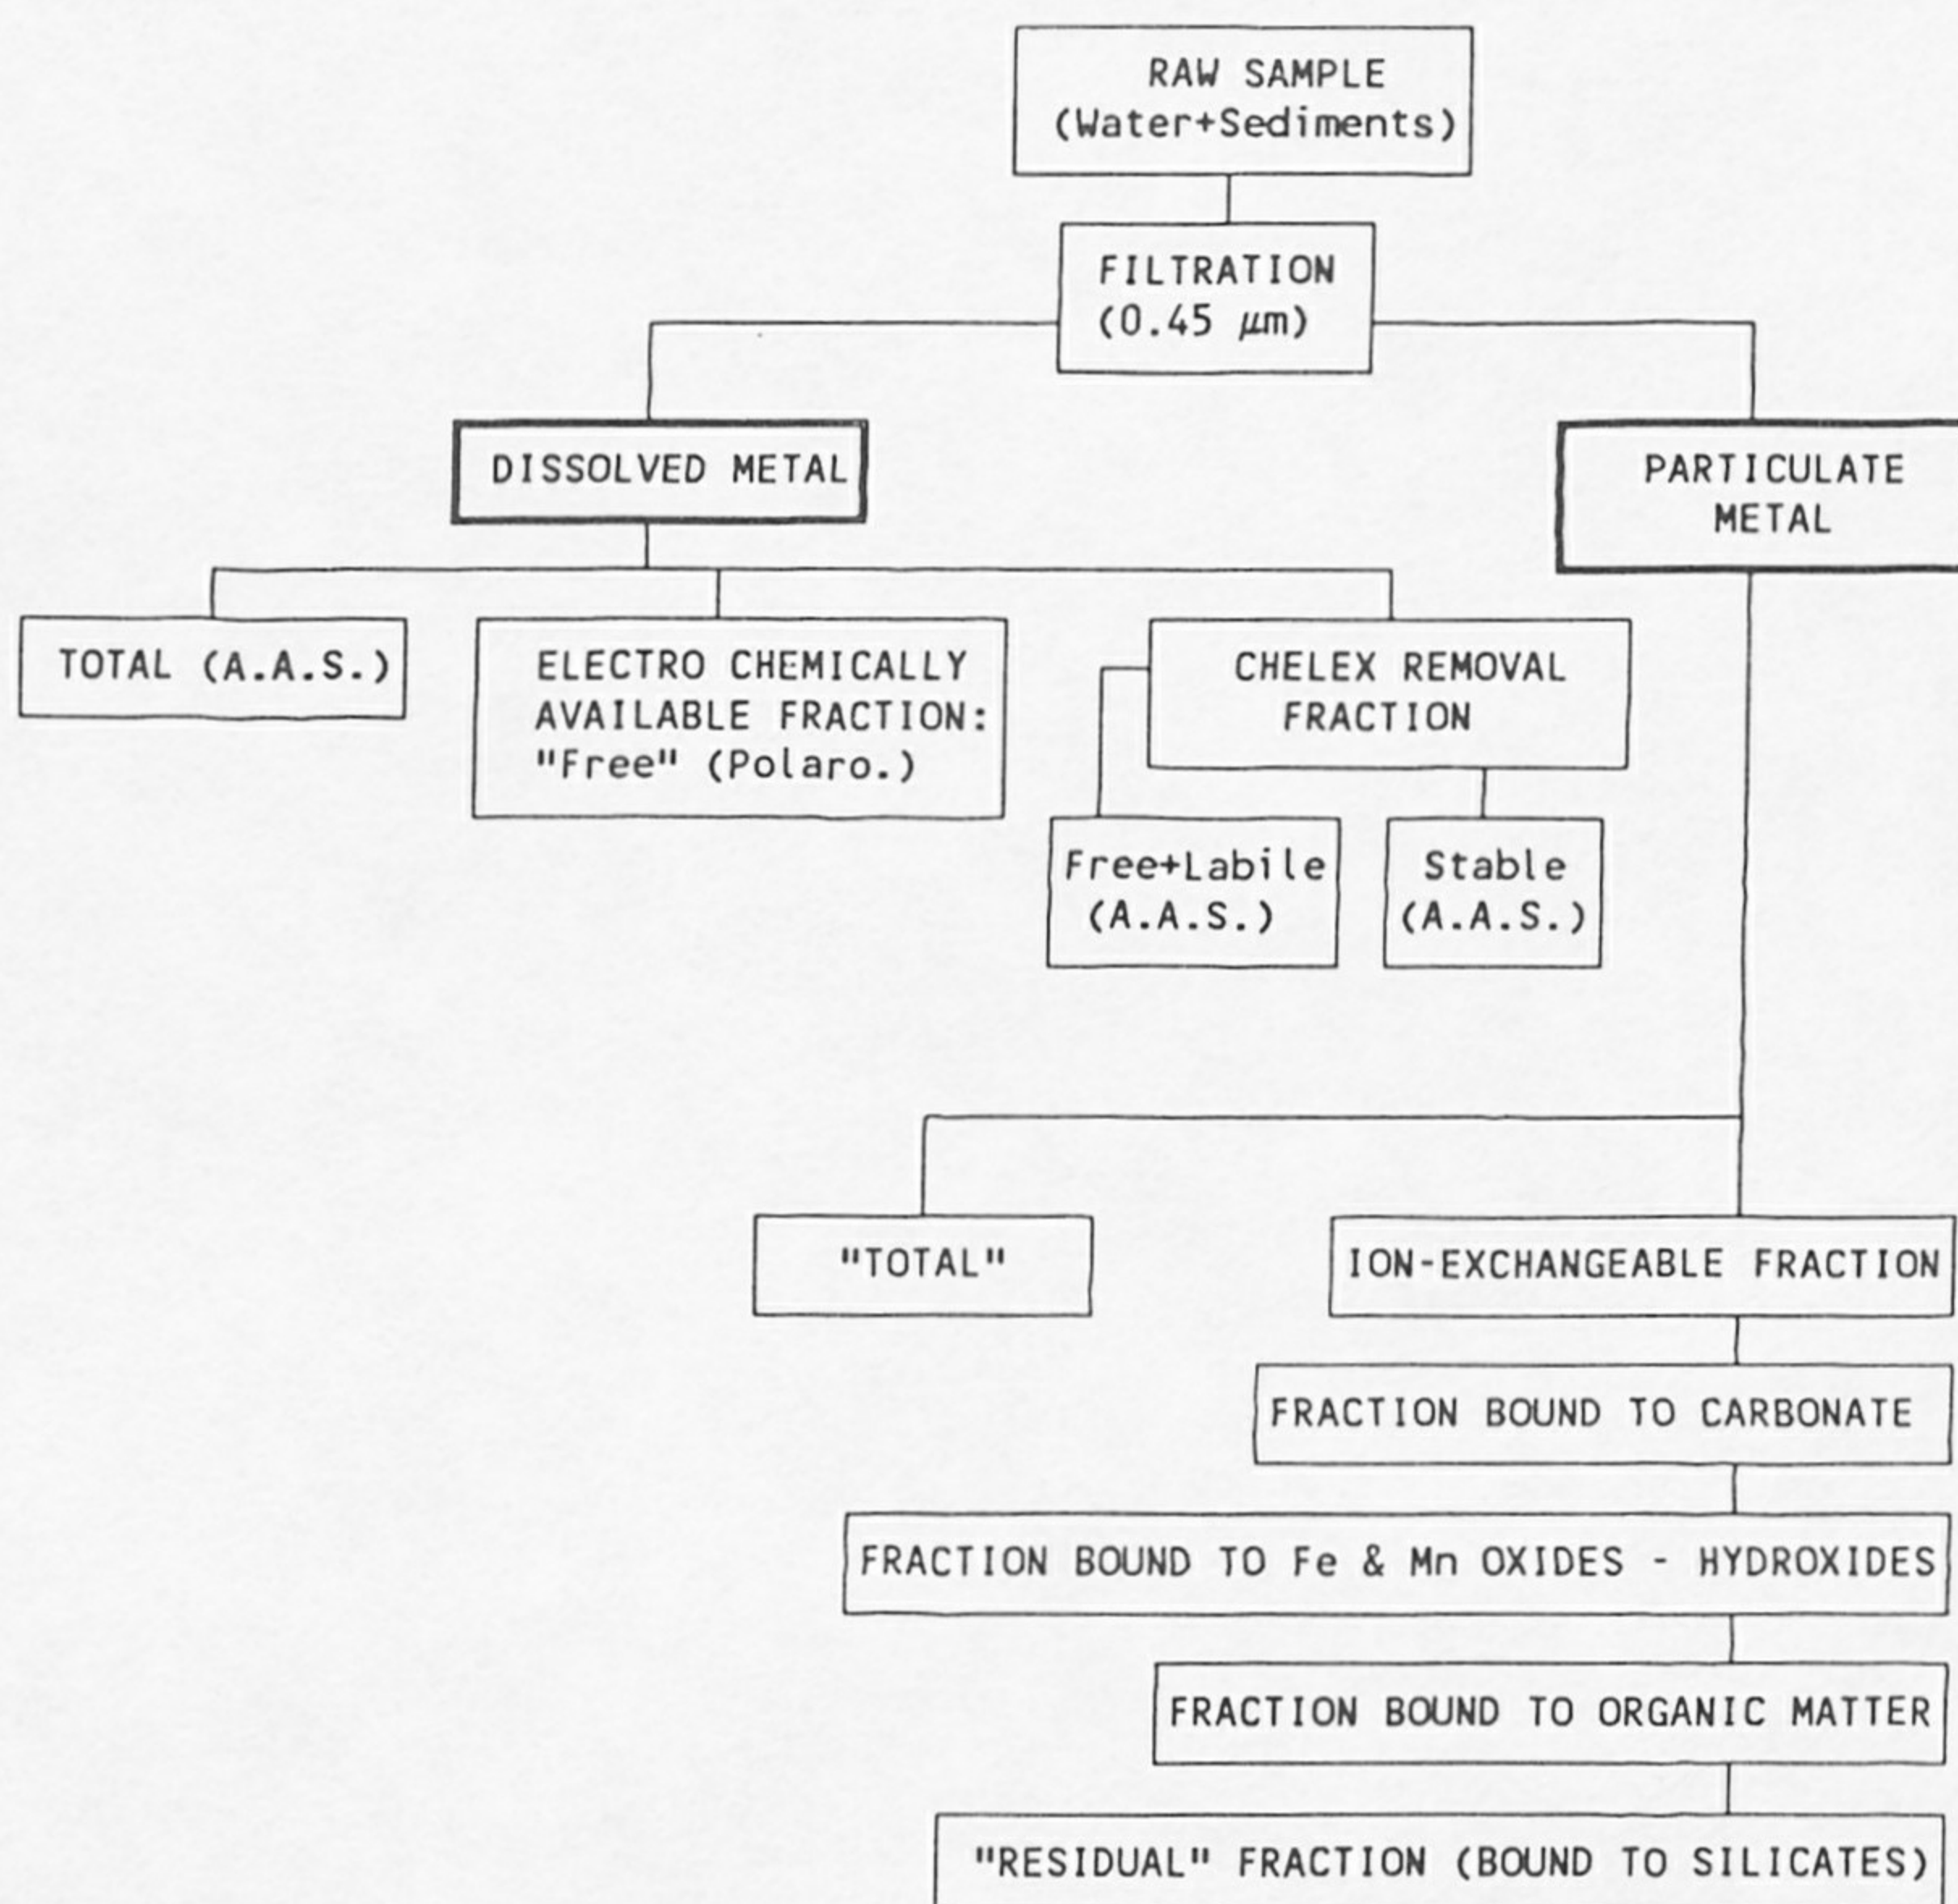 RAW SAMPLE
(Water+Sediments)
FILTRATION
(0.45 μm)
DISSOLVED METAL
PARTICULATE
METAL
TOTAL (A.A.S.)
ELECTRO CHEMICALLY
AVAILABLE FRACTION:
"Free" (Polaro.)
CHELEX REMOVAL
FRACTION
Free+Labile
(A.A.S.)
Stable
(A.A.S.)
"TOTAL"
ION-EXCHANGEABLE FRACTION
FRACTION BOUND TO CARBONATE
FRACTION BOUND TO Fe & Mn OXIDES - HYDROXIDES
FRACTION BOUND TO ORGANIC MATTER
"RESIDUAL" FRACTION (BOUND TO SILICATES)